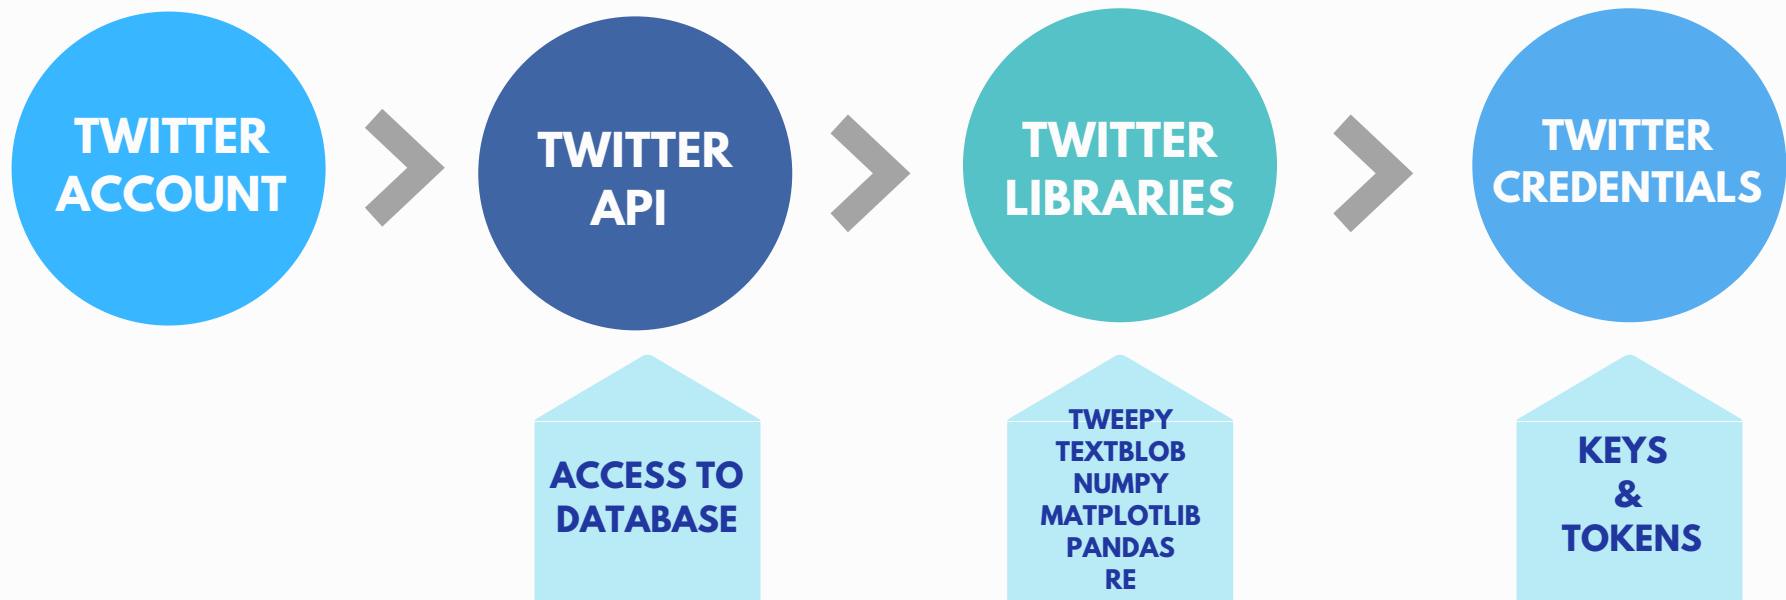 TWITTER
ACCOUNT
TWITTER
API
TWITTER
LIBRARIES
TWITTER
CREDENTIALS
ACCESS TO
DATABASE
TWEEPY
TEXTBLOB
NUMPY
MATPLOTLIB
PANDAS
RE
KEYS
&
TOKENS